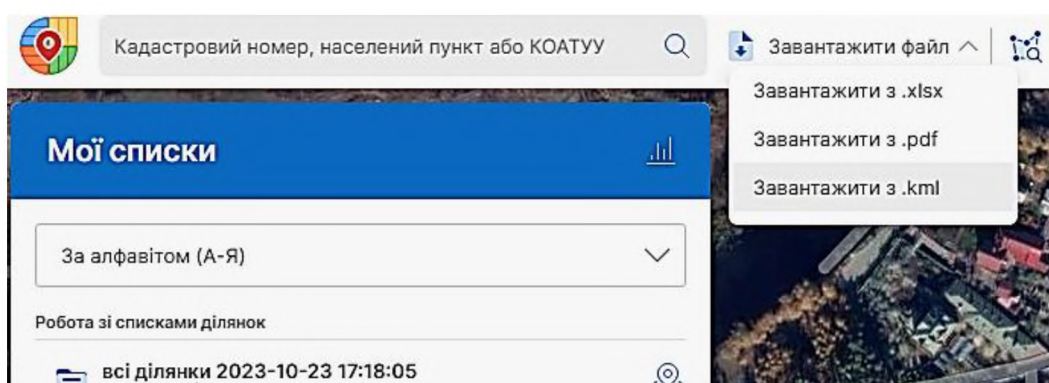 Кадастровий номер, населений пункт або КОАТУУ
Завантажити файл
Завантажити з .xlsx
Завантажити з .pdf
Завантажити з .kml
Мої списки
За алфавітом (А-Я)
Робота зі списками ділянок
всі ділянки 2023-10-23 17:18:05